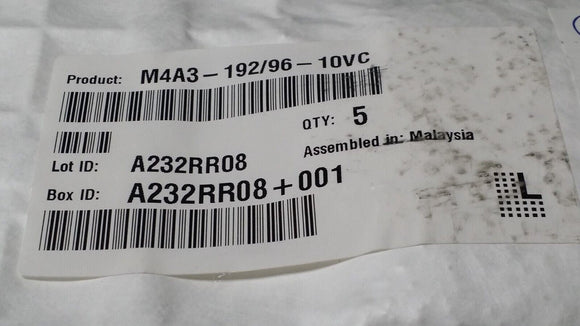 Product: M4A3-192/96-10VC
QTY: 5
Assembled in: Malaysia
Lot ID: A232RR08
Box ID: A232RR08+001
L